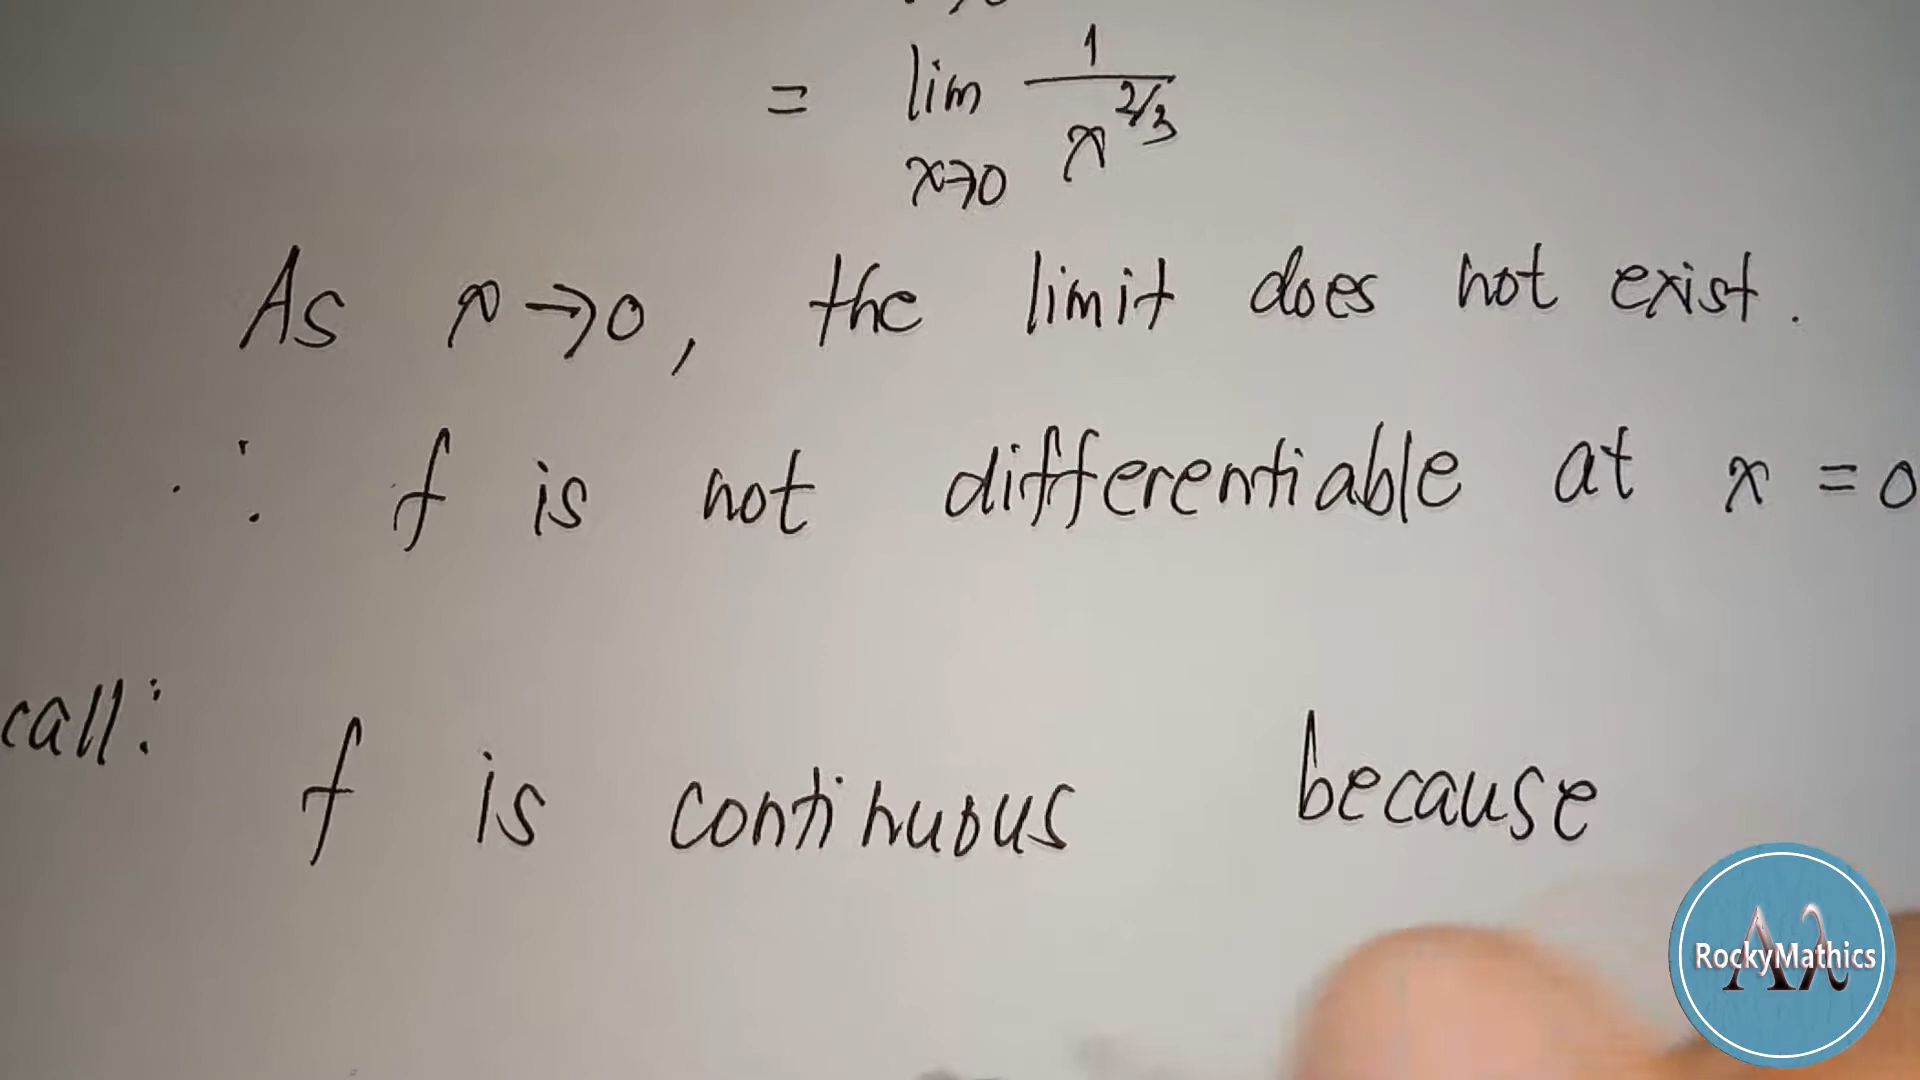 = lim 1/x^2/3
x→0
As x→0, the limit does not exist.
∴ f is not differentiable at x = 0
call:
f is continuous because
RockyMathics